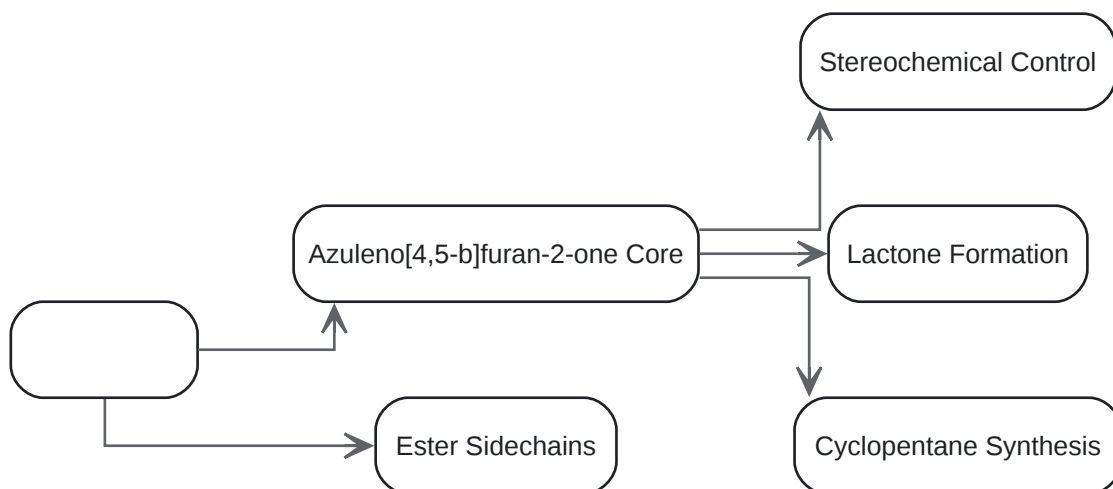 Stereochemical Control
Azuleno[4,5-b]furan-2-one Core
Lactone Formation
Ester Sidechains
Cyclopentane Synthesis